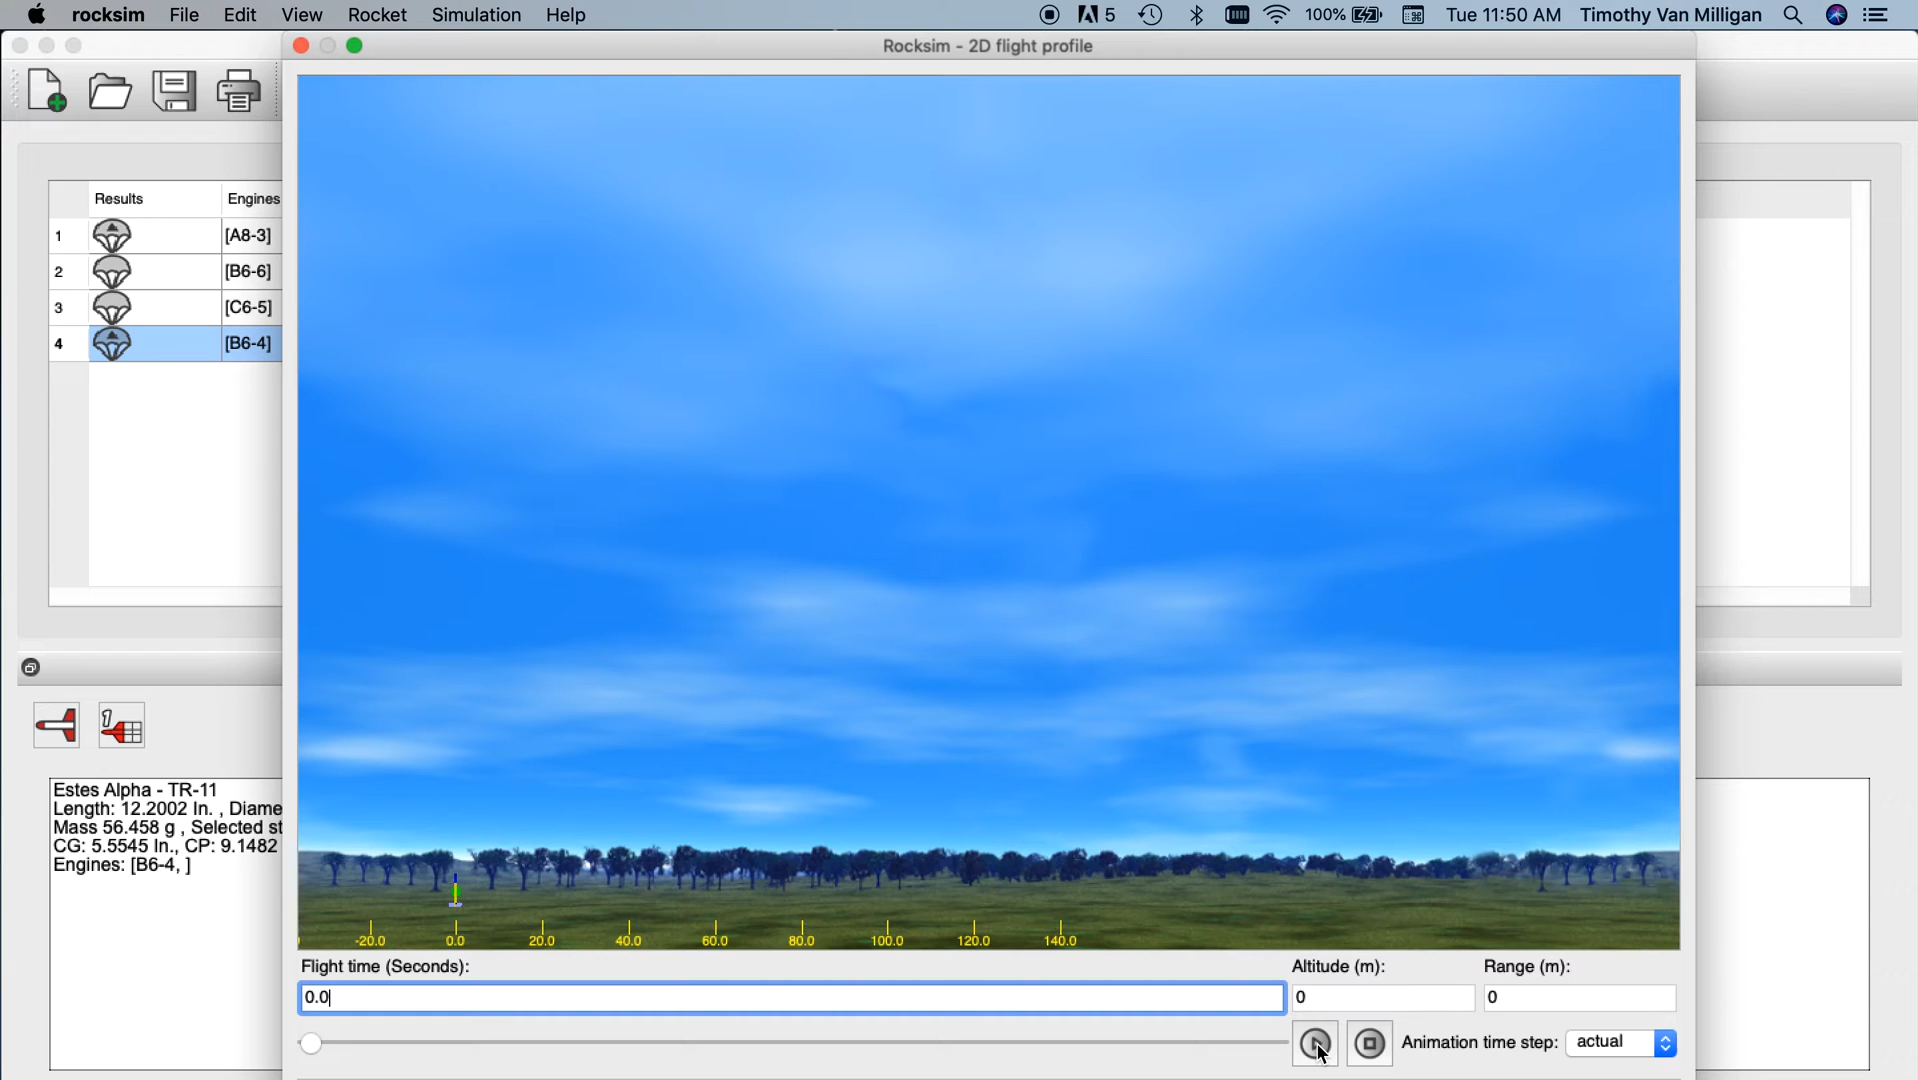 rocksim File Edit View Rocket Simulation Help 5 100% Tue 11:50 AM Timothy Van Milligan
Rocksim - 2D flight profile
Results Engines
1 [A8-3]
2 [B6-6]
3 [C6-5]
4 [B6-4]
1
Estes Alpha - TR-11
Length: 12.2002 In. , Diame
Mass 56.458 g , Selected st
CG: 5.5545 In., CP: 9.1482
Engines: [B6-4, ]
-20.0 0.0 20.0 40.0 60.0 80.0 100.0 120.0 140.0
Flight time (Seconds): Altitude (m): Range (m):
0.0 0 0
Animation time step: actual